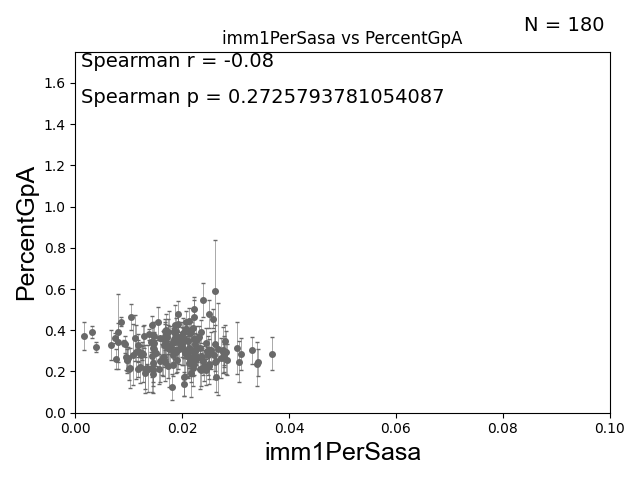 N = 180
imm1PerSasa vs PercentGpA
Spearman r = -0.08
Spearman p = 0.2725793781054087
PercentGpA
1.6
1.4
1.2
1.0
0.8
0.6
0.4
0.2
0.0
0.00 0.02 0.04 0.06 0.08 0.10
imm1PerSasa